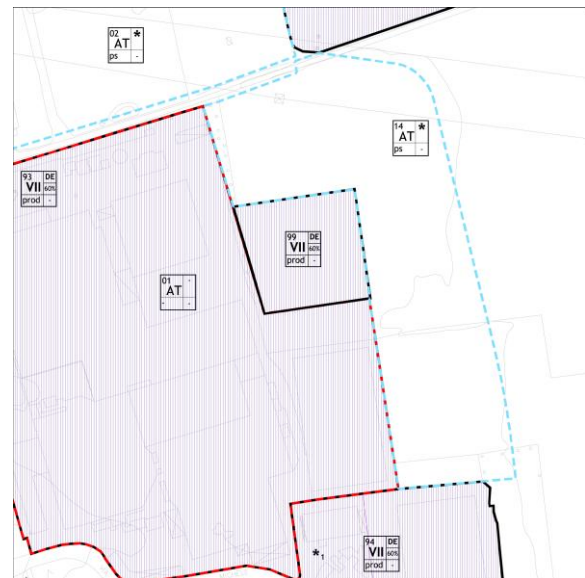 02 *
AT
ps -
14 *
AT
ps -
93 DE
VII 60%
prod -
99 DE
VII 60%
prod -
01 -
AT
- -
94 DE
VII 60%
prod -
*1